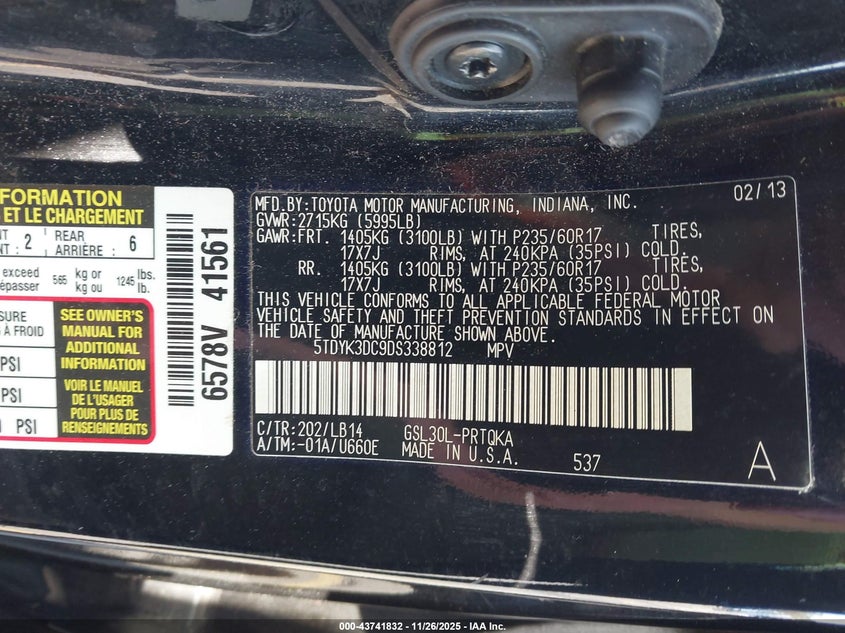 FORMATION
ET LE CHARGEMENT
2
REAR
ARRIÈRE : 6
exceed 565 kg or 1245 lbs.
kg ou lb.
À FROID
PSI
PSI
PSI
SEE OWNER'S
MANUAL FOR
ADDITIONAL
INFORMATION
VOIR LE MANUEL
DE L'USAGER
POUR PLUS DE
RENSEIGNEMENTS
6578V 41561
MFD.BY:TOYOTA MOTOR MANUFACTURING, INDIANA, INC. 02/13
GVWR:2715KG (5995LB)
GAWR:FRT. 1405KG (3100LB) WITH P235/60R17 TIRES,
17X7J RIMS, AT 240KPA (35PSI) COLD.
RR. 1405KG (3100LB) WITH P235/60R17 TIRES,
17X7J RIMS, AT 240KPA (35PSI) COLD.
THIS VEHICLE CONFORMS TO ALL APPLICABLE FEDERAL MOTOR
VEHICLE SAFETY AND THEFT PREVENTION STANDARDS IN EFFECT ON
THE DATE OF MANUFACTURE SHOWN ABOVE.
5TDYK3DC9DS338812 MPV
C/TR:202/LB14 GSL30L-PRTQKA
A/TM:-01A/U660E MADE IN U.S.A. 537 A
000-43741832 - 11/26/2025 - IAA Inc.